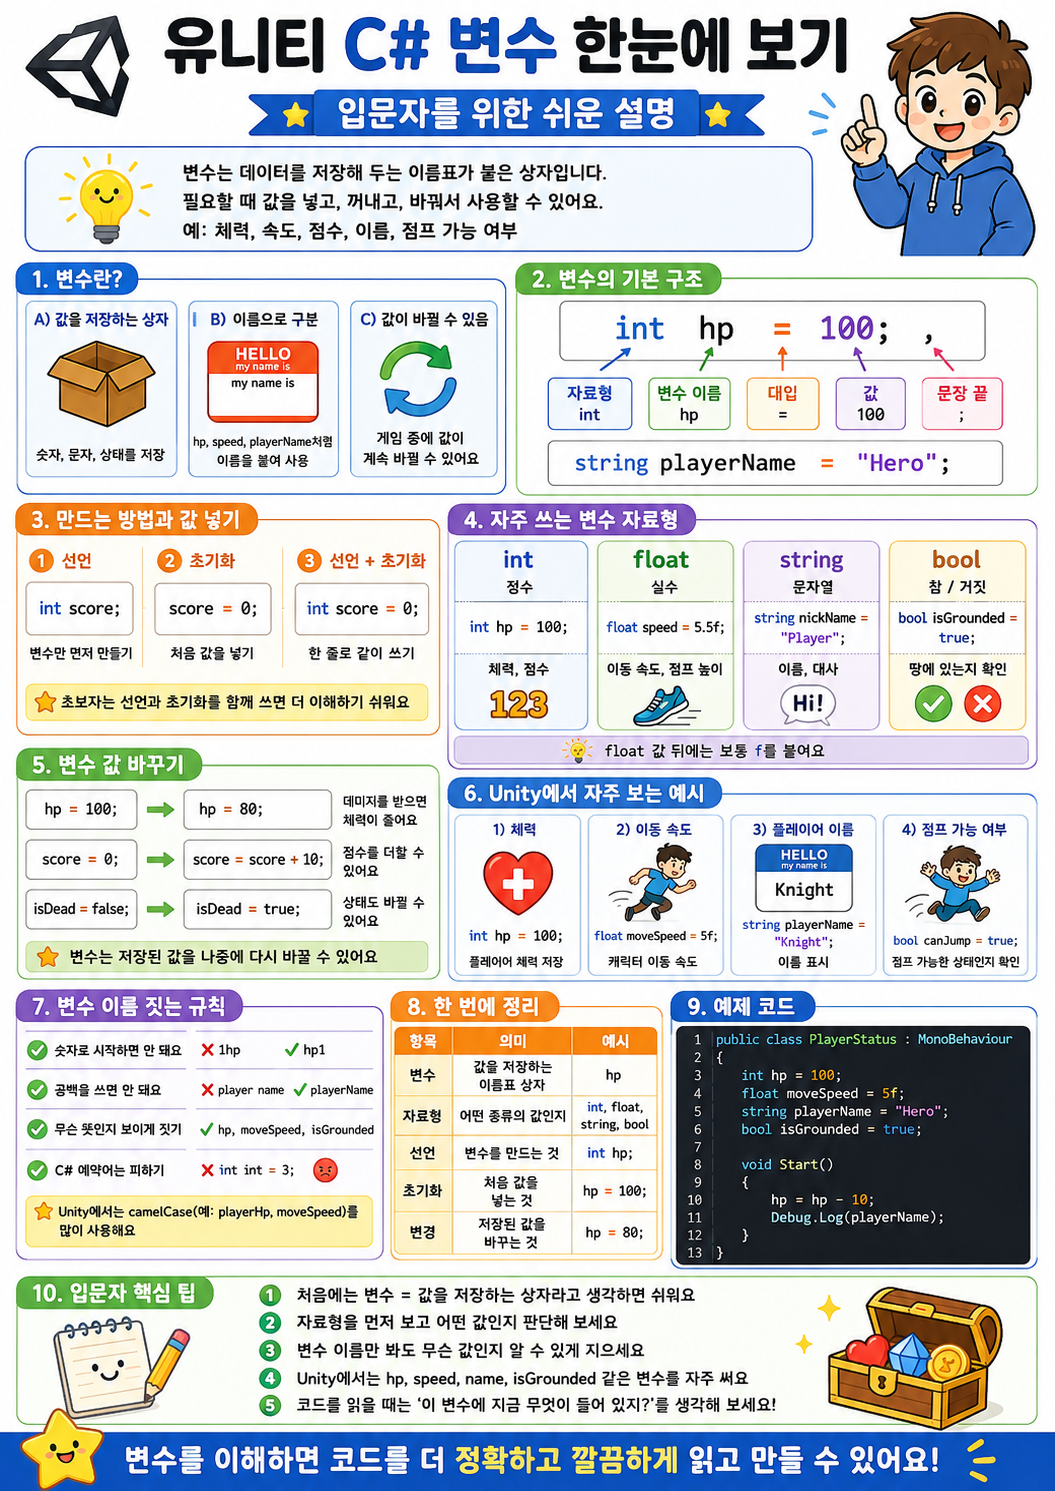 유니티 C# 변수 한눈에 보기
입문자를 위한 쉬운 설명
변수는 데이터를 저장해 두는 이름표가 붙은 상자입니다.
필요할 때 값을 넣고, 꺼내고, 바꿔서 사용할 수 있어요.
예: 체력, 속도, 점수, 이름, 점프 가능 여부
1. 변수란?
A) 값을 저장하는 상자
숫자, 문자, 상태를 저장
B) 이름으로 구분
HELLO
my name is
my name is
hp, speed, playerName처럼
이름을 붙여 사용
C) 값이 바뀔 수 있음
게임 중에 값이
계속 바뀔 수 있어요
2. 변수의 기본 구조
int hp = 100; ,
자료형
int
변수 이름
hp
대입
=
값
100
문장 끝
;
string playerName = "Hero";
3. 만드는 방법과 값 넣기
1 선언
int score;
변수만 먼저 만들기
2 초기화
score = 0;
처음 값을 넣기
3 선언 + 초기화
int score = 0;
한 줄로 같이 쓰기
초보자는 선언과 초기화를 함께 쓰면 더 이해하기 쉬워요
4. 자주 쓰는 변수 자료형
int
정수
int hp = 100;
체력, 점수
123
float
실수
float speed = 5.5f;
이동 속도, 점프 높이
string
문자열
string nickName =
"Player";
이름, 대사
Hi!
bool
참 / 거짓
bool isGrounded =
true;
땅에 있는지 확인
float 값 뒤에는 보통 f를 붙여요
5. 변수 값 바꾸기
hp = 100;
hp = 80;
데미지를 받으면
체력이 줄어요
score = 0;
score = score + 10;
점수를 더할 수
있어요
isDead = false;
isDead = true;
상태도 바뀔 수
있어요
변수는 저장된 값을 나중에 다시 바꿀 수 있어요
6. Unity에서 자주 보는 예시
1) 체력
int hp = 100;
플레이어 체력 저장
2) 이동 속도
float moveSpeed = 5f;
캐릭터 이동 속도
3) 플레이어 이름
HELLO
my name is
Knight
string playerName =
"Knight";
이름 표시
4) 점프 가능 여부
bool canJump = true;
점프 가능한 상태인지 확인
7. 변수 이름 짓는 규칙
숫자로 시작하면 안 돼요
1hp
hp1
공백을 쓰면 안 돼요
player name
playerName
무슨 뜻인지 보이게 짓기
hp, moveSpeed, isGrounded
C# 예약어는 피하기
int int = 3;
Unity에서는 camelCase(예: playerHp, moveSpeed)를
많이 사용해요
8. 한 번에 정리
항목 의미 예시
변수
값을 저장하는
이름표 상자
hp
자료형
어떤 종류의 값인지
int, float,
string, bool
선언
변수를 만드는 것
int hp;
초기화
처음 값을
넣는 것
hp = 100;
변경
저장된 값을
바꾸는 것
hp = 80;
9. 예제 코드
1 public class PlayerStatus : MonoBehaviour
2 {
3 int hp = 100;
4 float moveSpeed = 5f;
5 string playerName = "Hero";
6 bool isGrounded = true;
7
8 void Start()
9 {
10 hp = hp - 10;
11 Debug.Log(playerName);
12 }
13 }
10. 입문자 핵심 팁
1 처음에는 변수 = 값을 저장하는 상자라고 생각하면 쉬워요
2 자료형을 먼저 보고 어떤 값인지 판단해 보세요
3 변수 이름만 봐도 무슨 값인지 알 수 있게 지으세요
4 Unity에서는 hp, speed, name, isGrounded 같은 변수를 자주 써요
5 코드를 읽을 때는 '이 변수에 지금 무엇이 들어 있지?'를 생각해 보세요!
변수를 이해하면 코드를 더 정확하고 깔끔하게 읽고 만들 수 있어요!